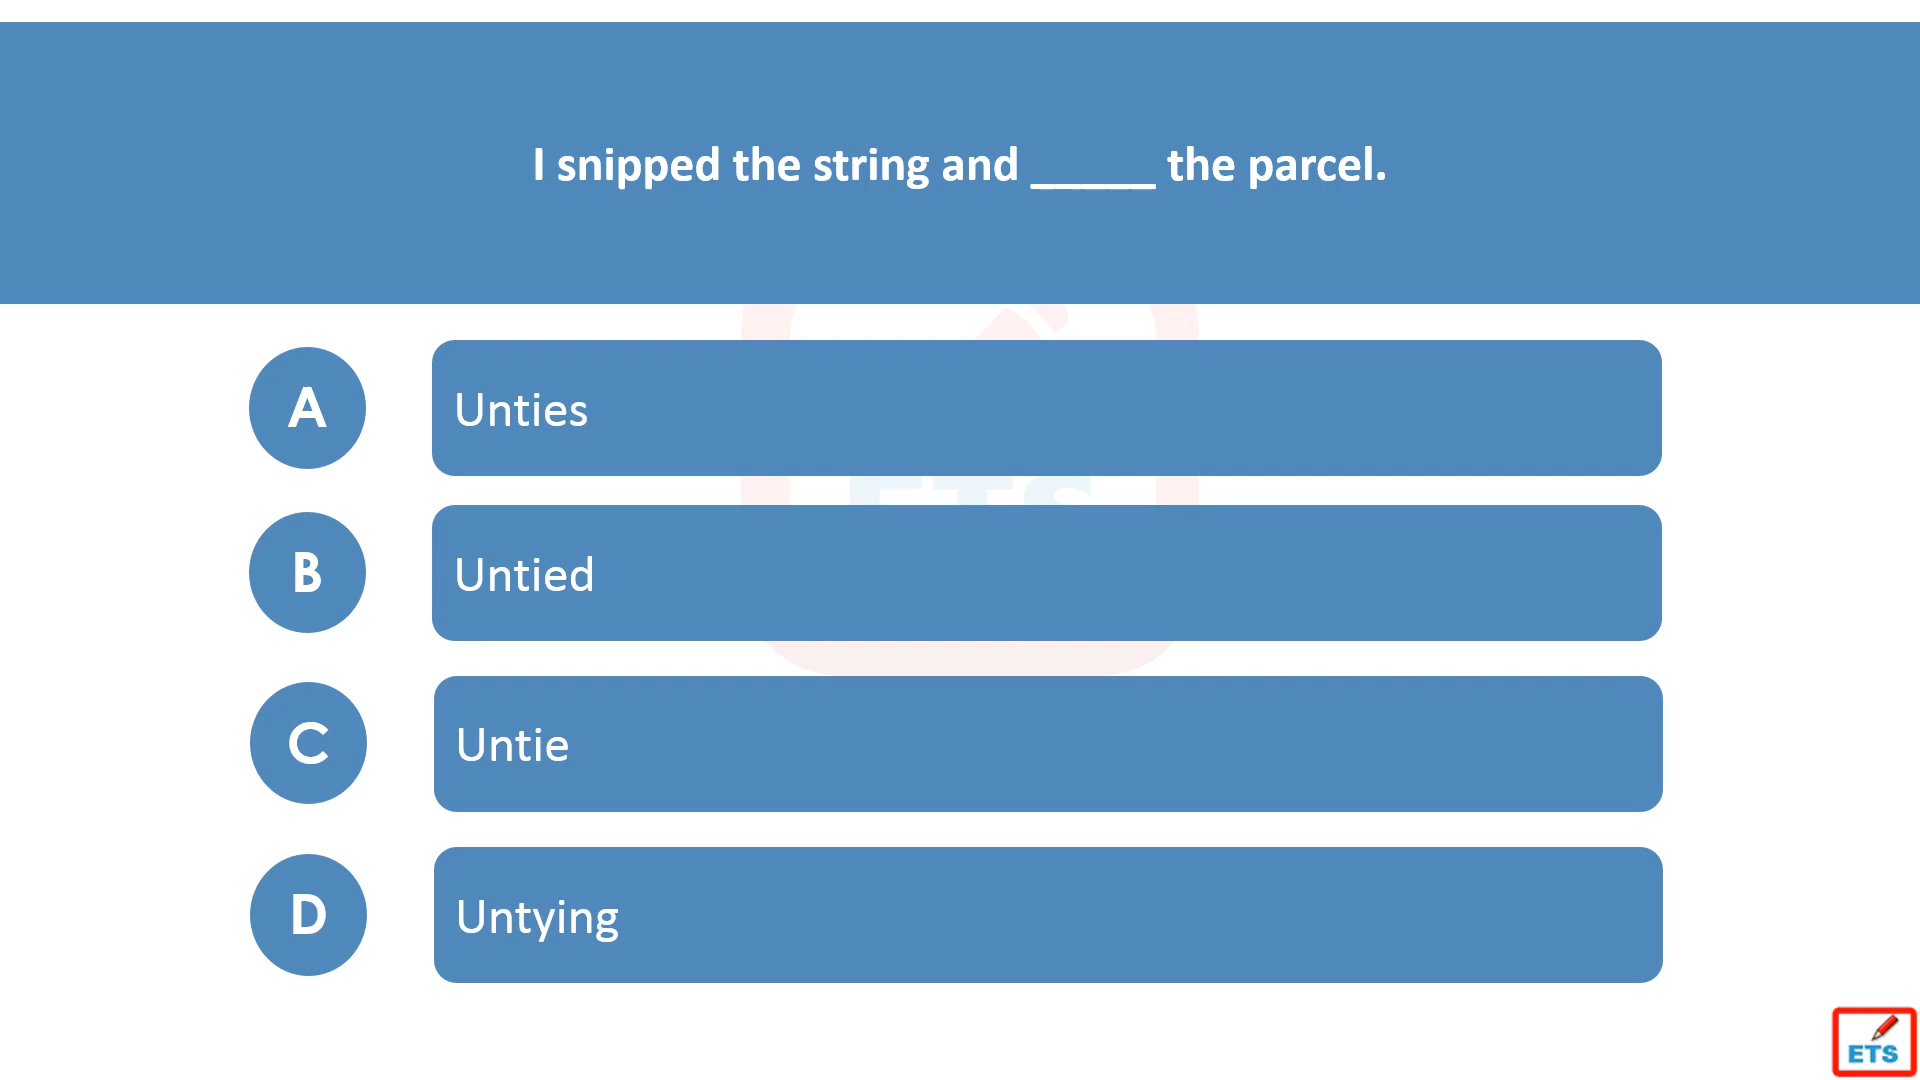 I snipped the string and _____ the parcel.
A
Unties
B
Untied
C
Untie
D
Untying
ETS